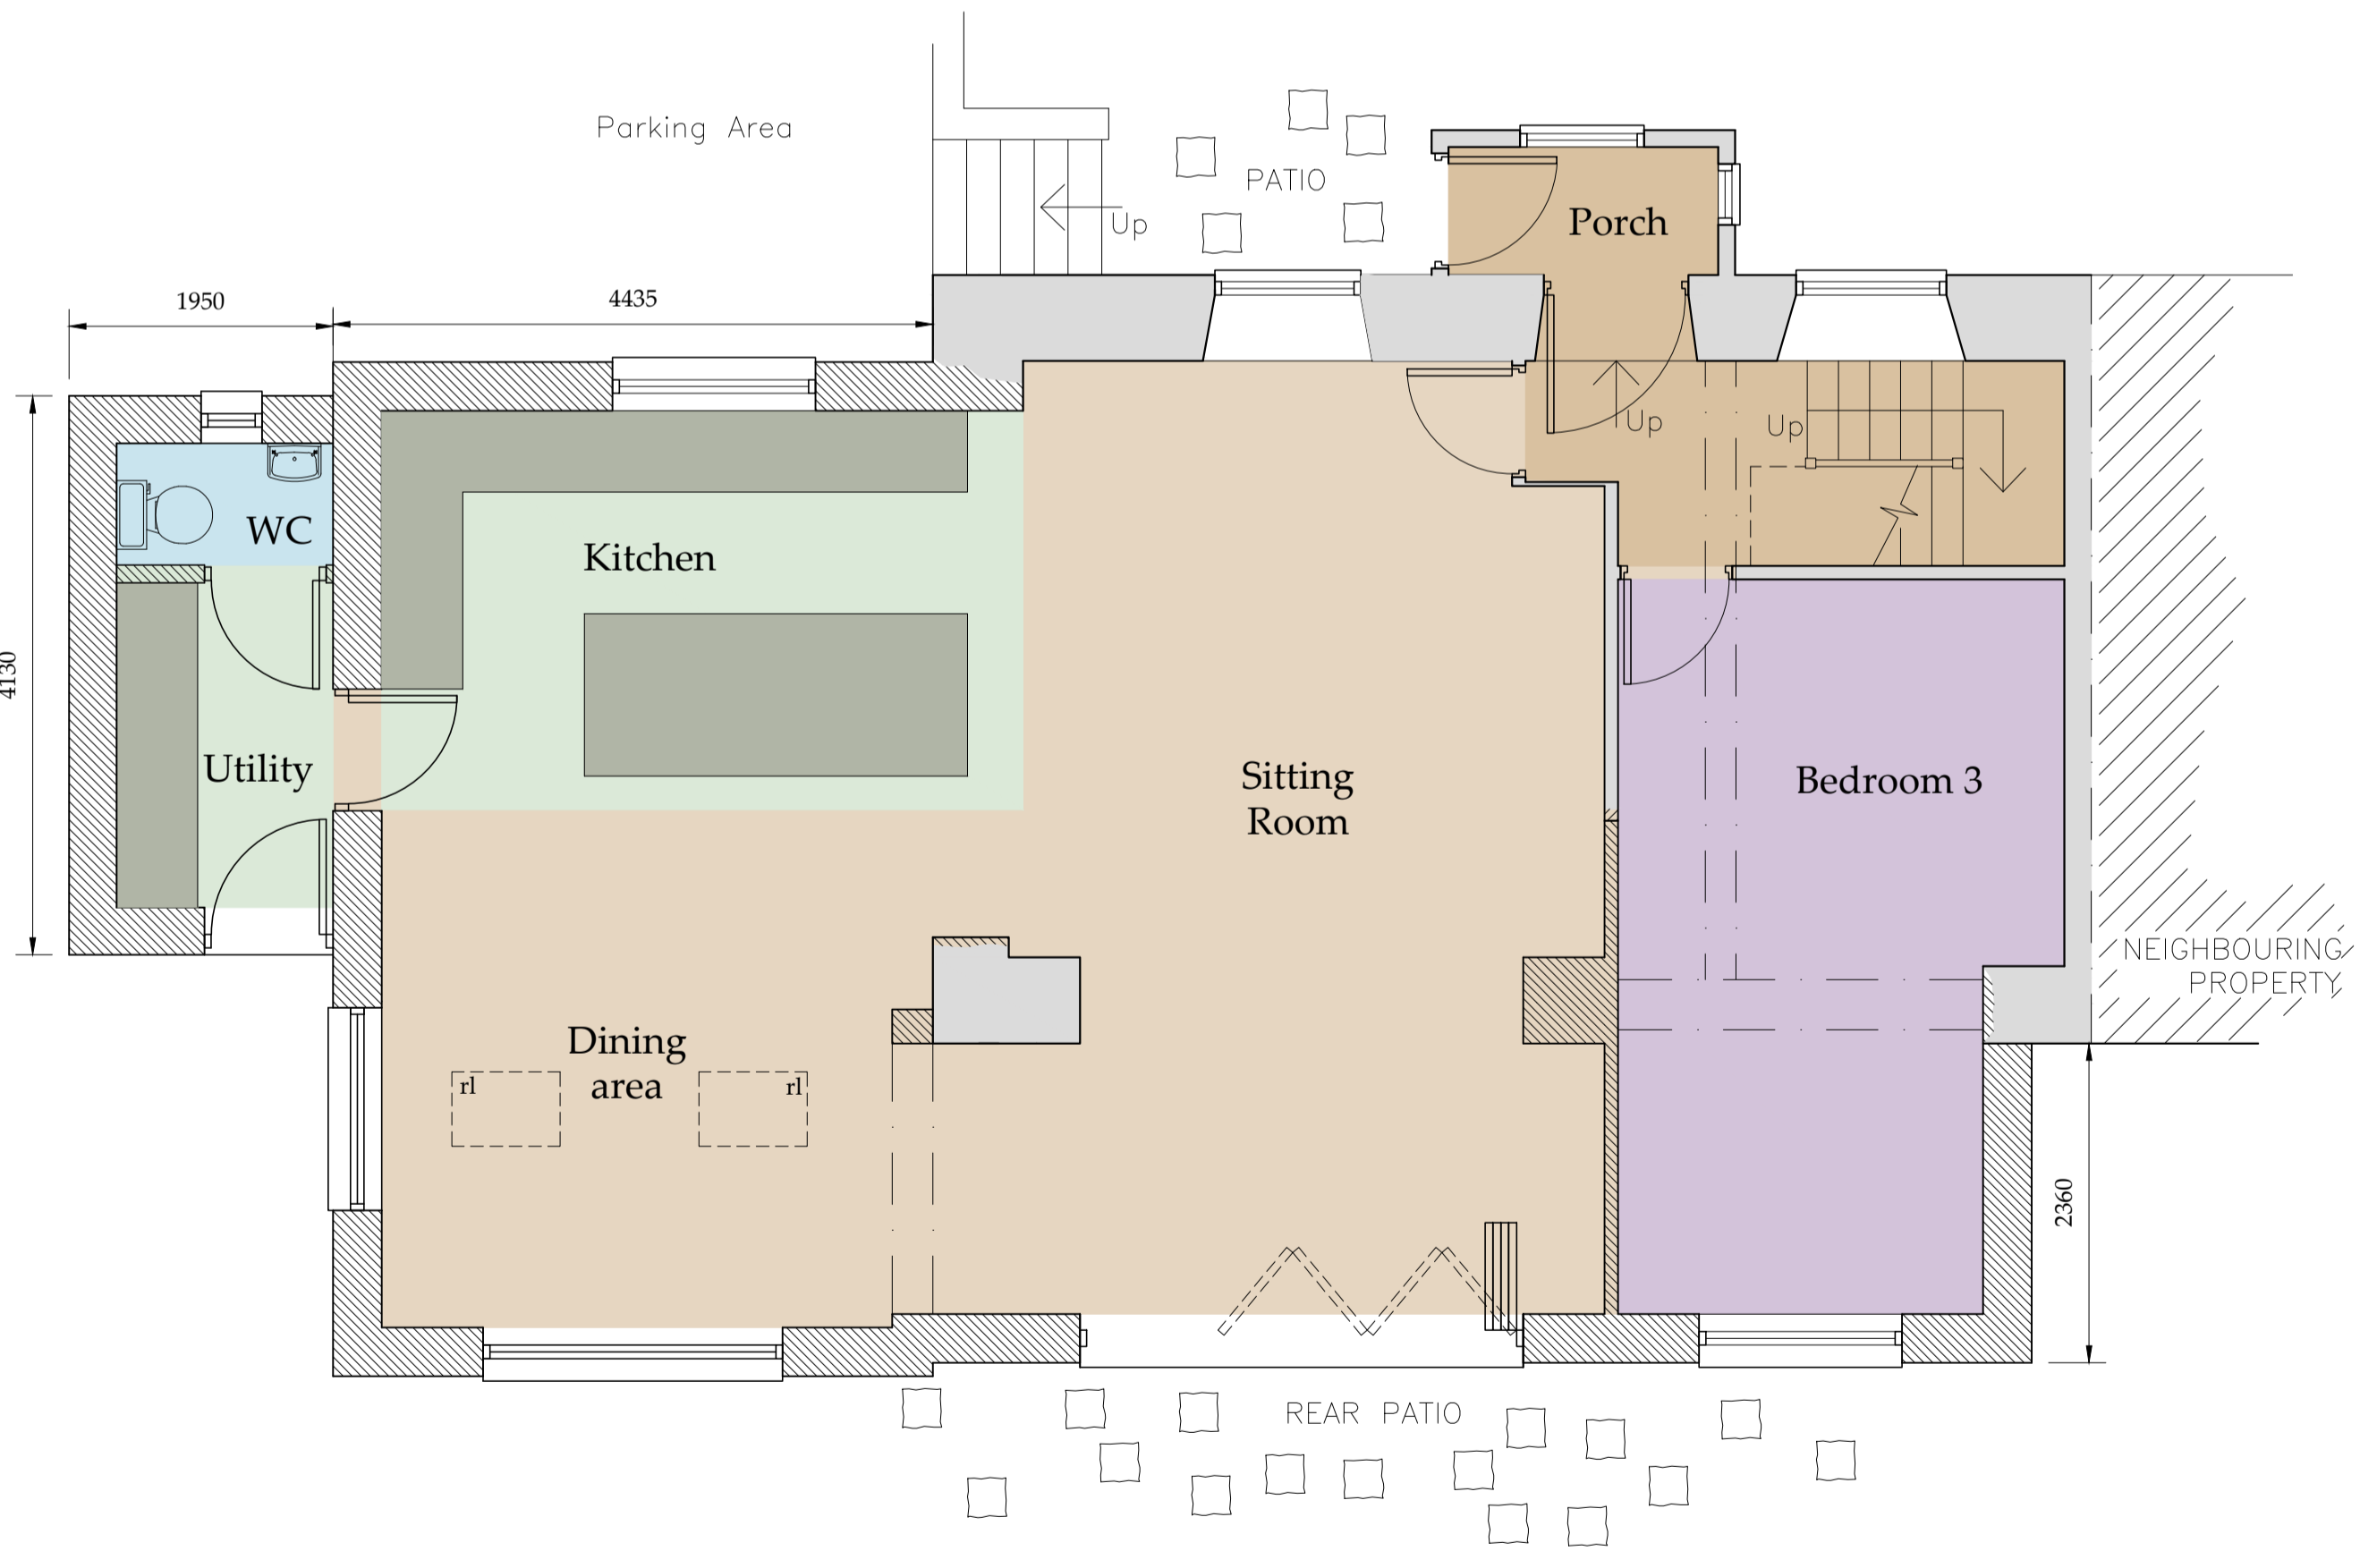 Parking Area
PATIO
Up
Porch
1950
4435
Up
Up
WC
Kitchen
4130
Utility
Sitting
Room
Bedroom 3
NEIGHBOURING
PROPERTY
Dining
area
rl
rl
2360
REAR PATIO